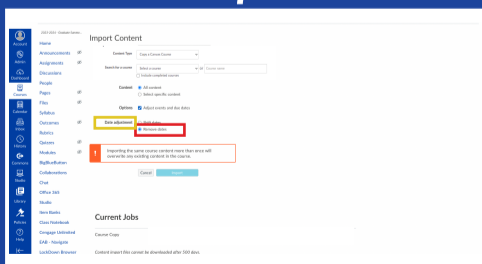 Account
Admin
Dashboard
Courses
Calendar
Inbox
History
Commons
Studio
Library
Policies
Help
Home
Announcements
Assignments
Discussions
People
Pages
Files
Syllabus
Outcomes
Rubrics
Quizzes
Modules
BigBlueButton
Collaborations
Chat
Office 365
Studio
Item Banks
Class Notebook
Cengage Unlimited
EAB - Navigate
LockDown Browser
Import Content
Content Type Copy a Canvas Course
Search for a course Select a course or Course name
Include completed courses
Content All content
Select specific content
Options Adjust events and due dates
Date adjustment Shift dates
Remove dates
! Importing the same course content more than once will
overwrite any existing content in the course.
Cancel Import
Current Jobs
Course Copy
Content import files cannot be downloaded after 500 days.